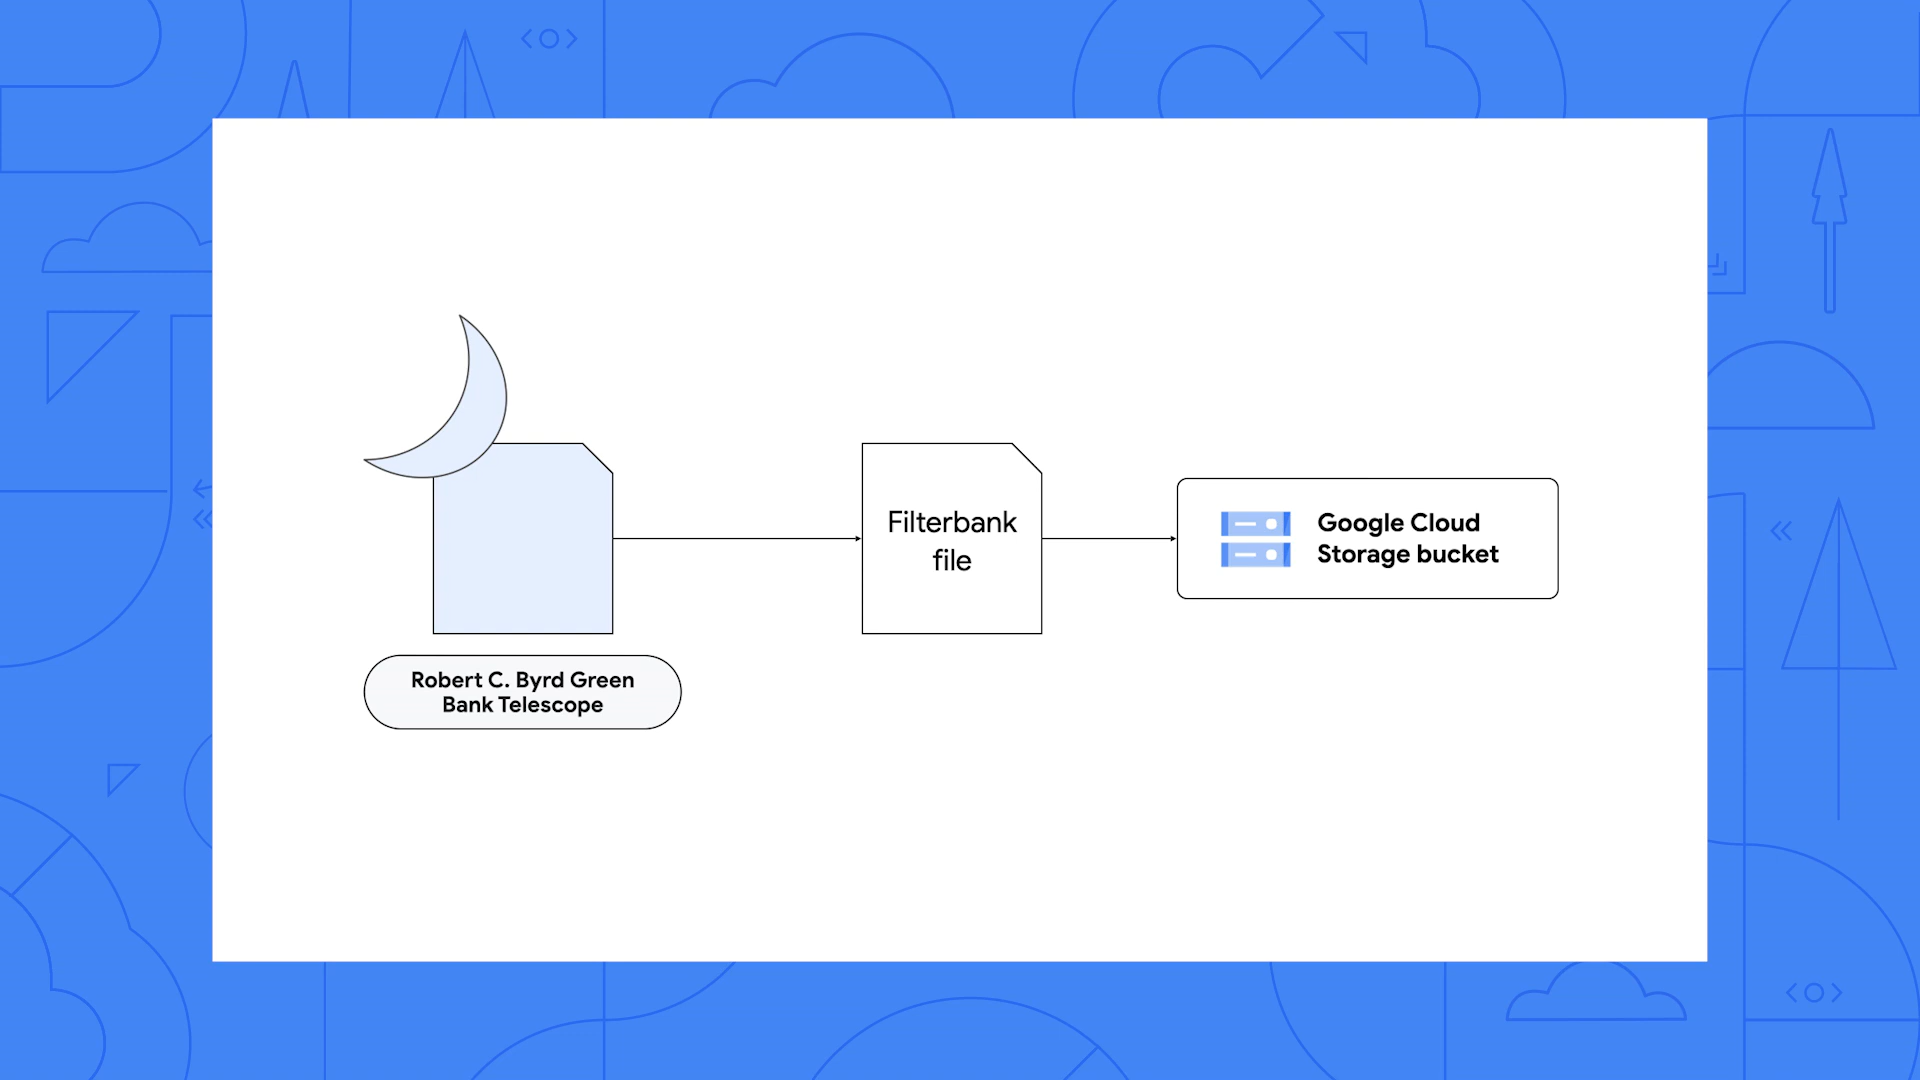 Filterbank
file
Google Cloud
Storage bucket
Robert C. Byrd Green
Bank Telescope